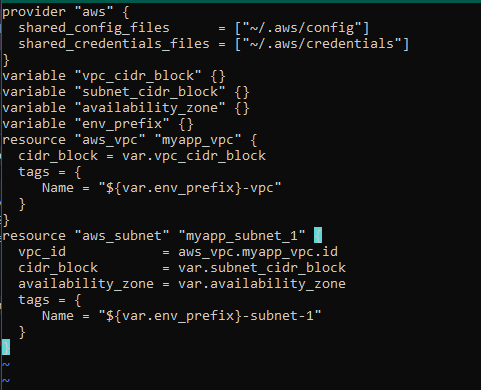 provider "aws" {
  shared_config_files      = ["~/.aws/config"]
  shared_credentials_files = ["~/.aws/credentials"]
}
variable "vpc_cidr_block" {}
variable "subnet_cidr_block" {}
variable "availability_zone" {}
variable "env_prefix" {}
resource "aws_vpc" "myapp_vpc" {
  cidr_block = var.vpc_cidr_block
  tags = {
     Name = "${var.env_prefix}-vpc"
  }
}
resource "aws_subnet" "myapp_subnet_1" {
  vpc_id            = aws_vpc.myapp_vpc.id
  cidr_block        = var.subnet_cidr_block
  availability_zone = var.availability_zone
  tags = {
     Name = "${var.env_prefix}-subnet-1"
  }
}
~
~